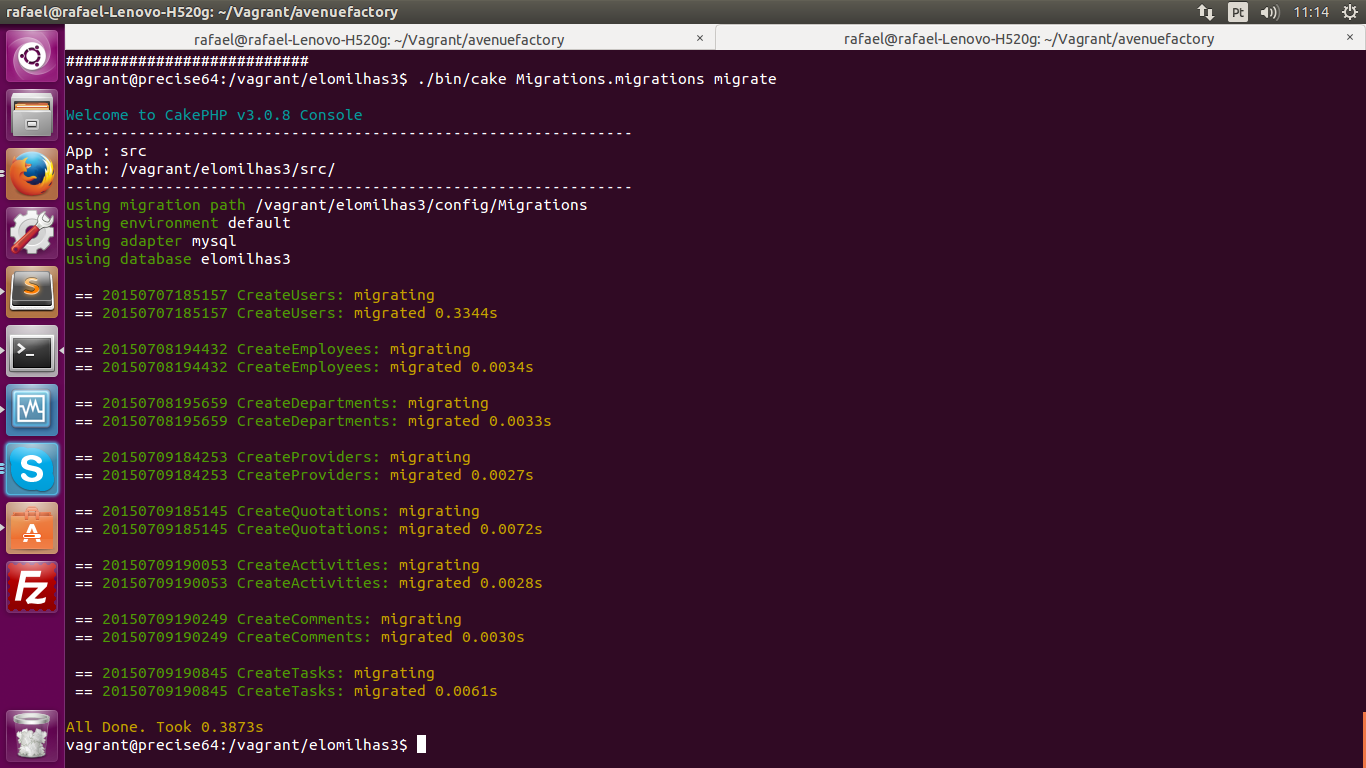 rafael@rafael-Lenovo-H520g: ~/Vagrant/avenuefactory
Pt
11:14
rafael@rafael-Lenovo-H520g: ~/Vagrant/avenuefactory ×
rafael@rafael-Lenovo-H520g: ~/Vagrant/avenuefactory ×
###########################
vagrant@precise64:/vagrant/elomilhas3$ ./bin/cake Migrations.migrations migrate
Welcome to CakePHP v3.0.8 Console
---------------------------------------------------------------
App : src
Path: /vagrant/elomilhas3/src/
---------------------------------------------------------------
using migration path /vagrant/elomilhas3/config/Migrations
using environment default
using adapter mysql
using database elomilhas3
== 20150707185157 CreateUsers: migrating
== 20150707185157 CreateUsers: migrated 0.3344s
== 20150708194432 CreateEmployees: migrating
== 20150708194432 CreateEmployees: migrated 0.0034s
== 20150708195659 CreateDepartments: migrating
== 20150708195659 CreateDepartments: migrated 0.0033s
== 20150709184253 CreateProviders: migrating
== 20150709184253 CreateProviders: migrated 0.0027s
== 20150709185145 CreateQuotations: migrating
== 20150709185145 CreateQuotations: migrated 0.0072s
== 20150709190053 CreateActivities: migrating
== 20150709190053 CreateActivities: migrated 0.0028s
== 20150709190249 CreateComments: migrating
== 20150709190249 CreateComments: migrated 0.0030s
== 20150709190845 CreateTasks: migrating
== 20150709190845 CreateTasks: migrated 0.0061s
All Done. Took 0.3873s
vagrant@precise64:/vagrant/elomilhas3$